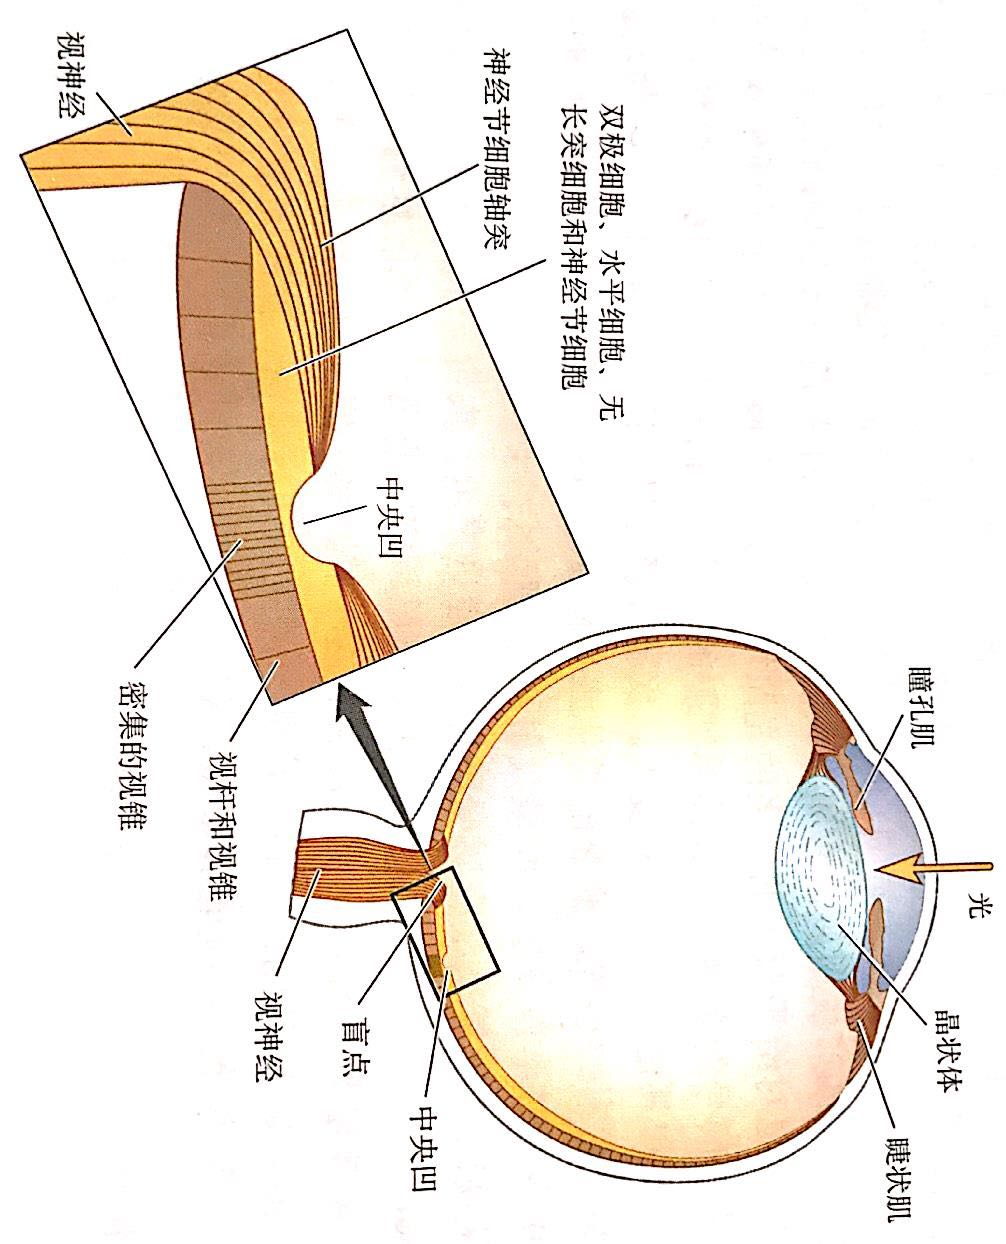 光
晶状体
瞳孔肌
睫状肌
双极细胞、水平细胞、无
长突细胞和神经节细胞
神经节细胞轴突
中央凹
中央凹
盲点
视神经
视杆和视锥
密集的视锥
视神经